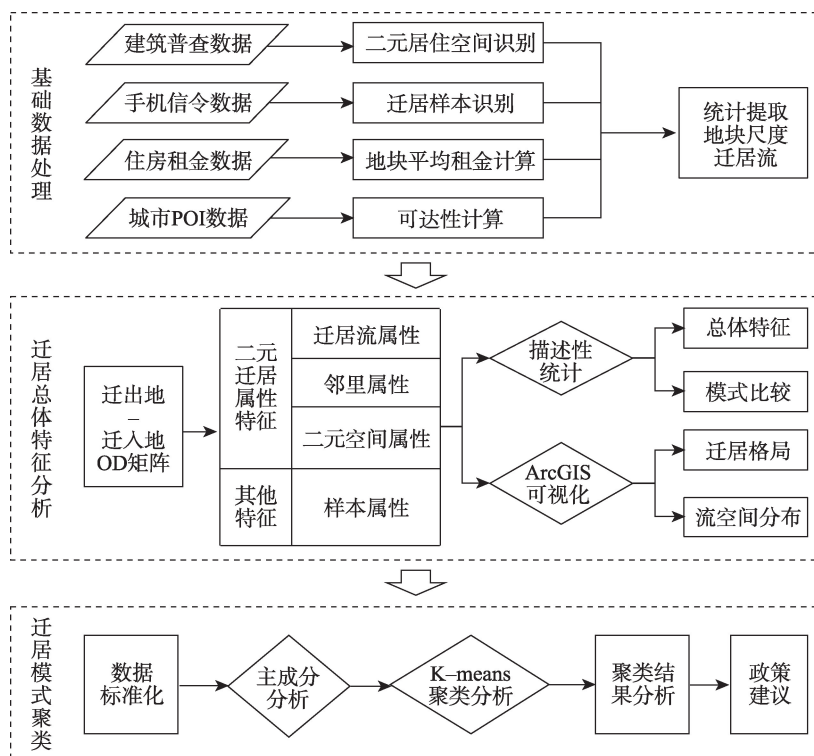 基础数据处理
建筑普查数据
二元居住空间识别
手机信令数据
迁居样本识别
住房租金数据
地块平均租金计算
城市POI数据
可达性计算
统计提取
地块尺度
迁居流
迁居总体特征分析
迁出地
–
迁入地
OD矩阵
二元
迁居
属性
特征
迁居流属性
邻里属性
二元空间属性
其他
特征
样本属性
描述性
统计
ArcGIS
可视化
总体特征
模式比较
迁居格局
流空间分布
迁居模式聚类
数据
标准化
主成分
分析
K–means
聚类分析
聚类结
果分析
政策
建议